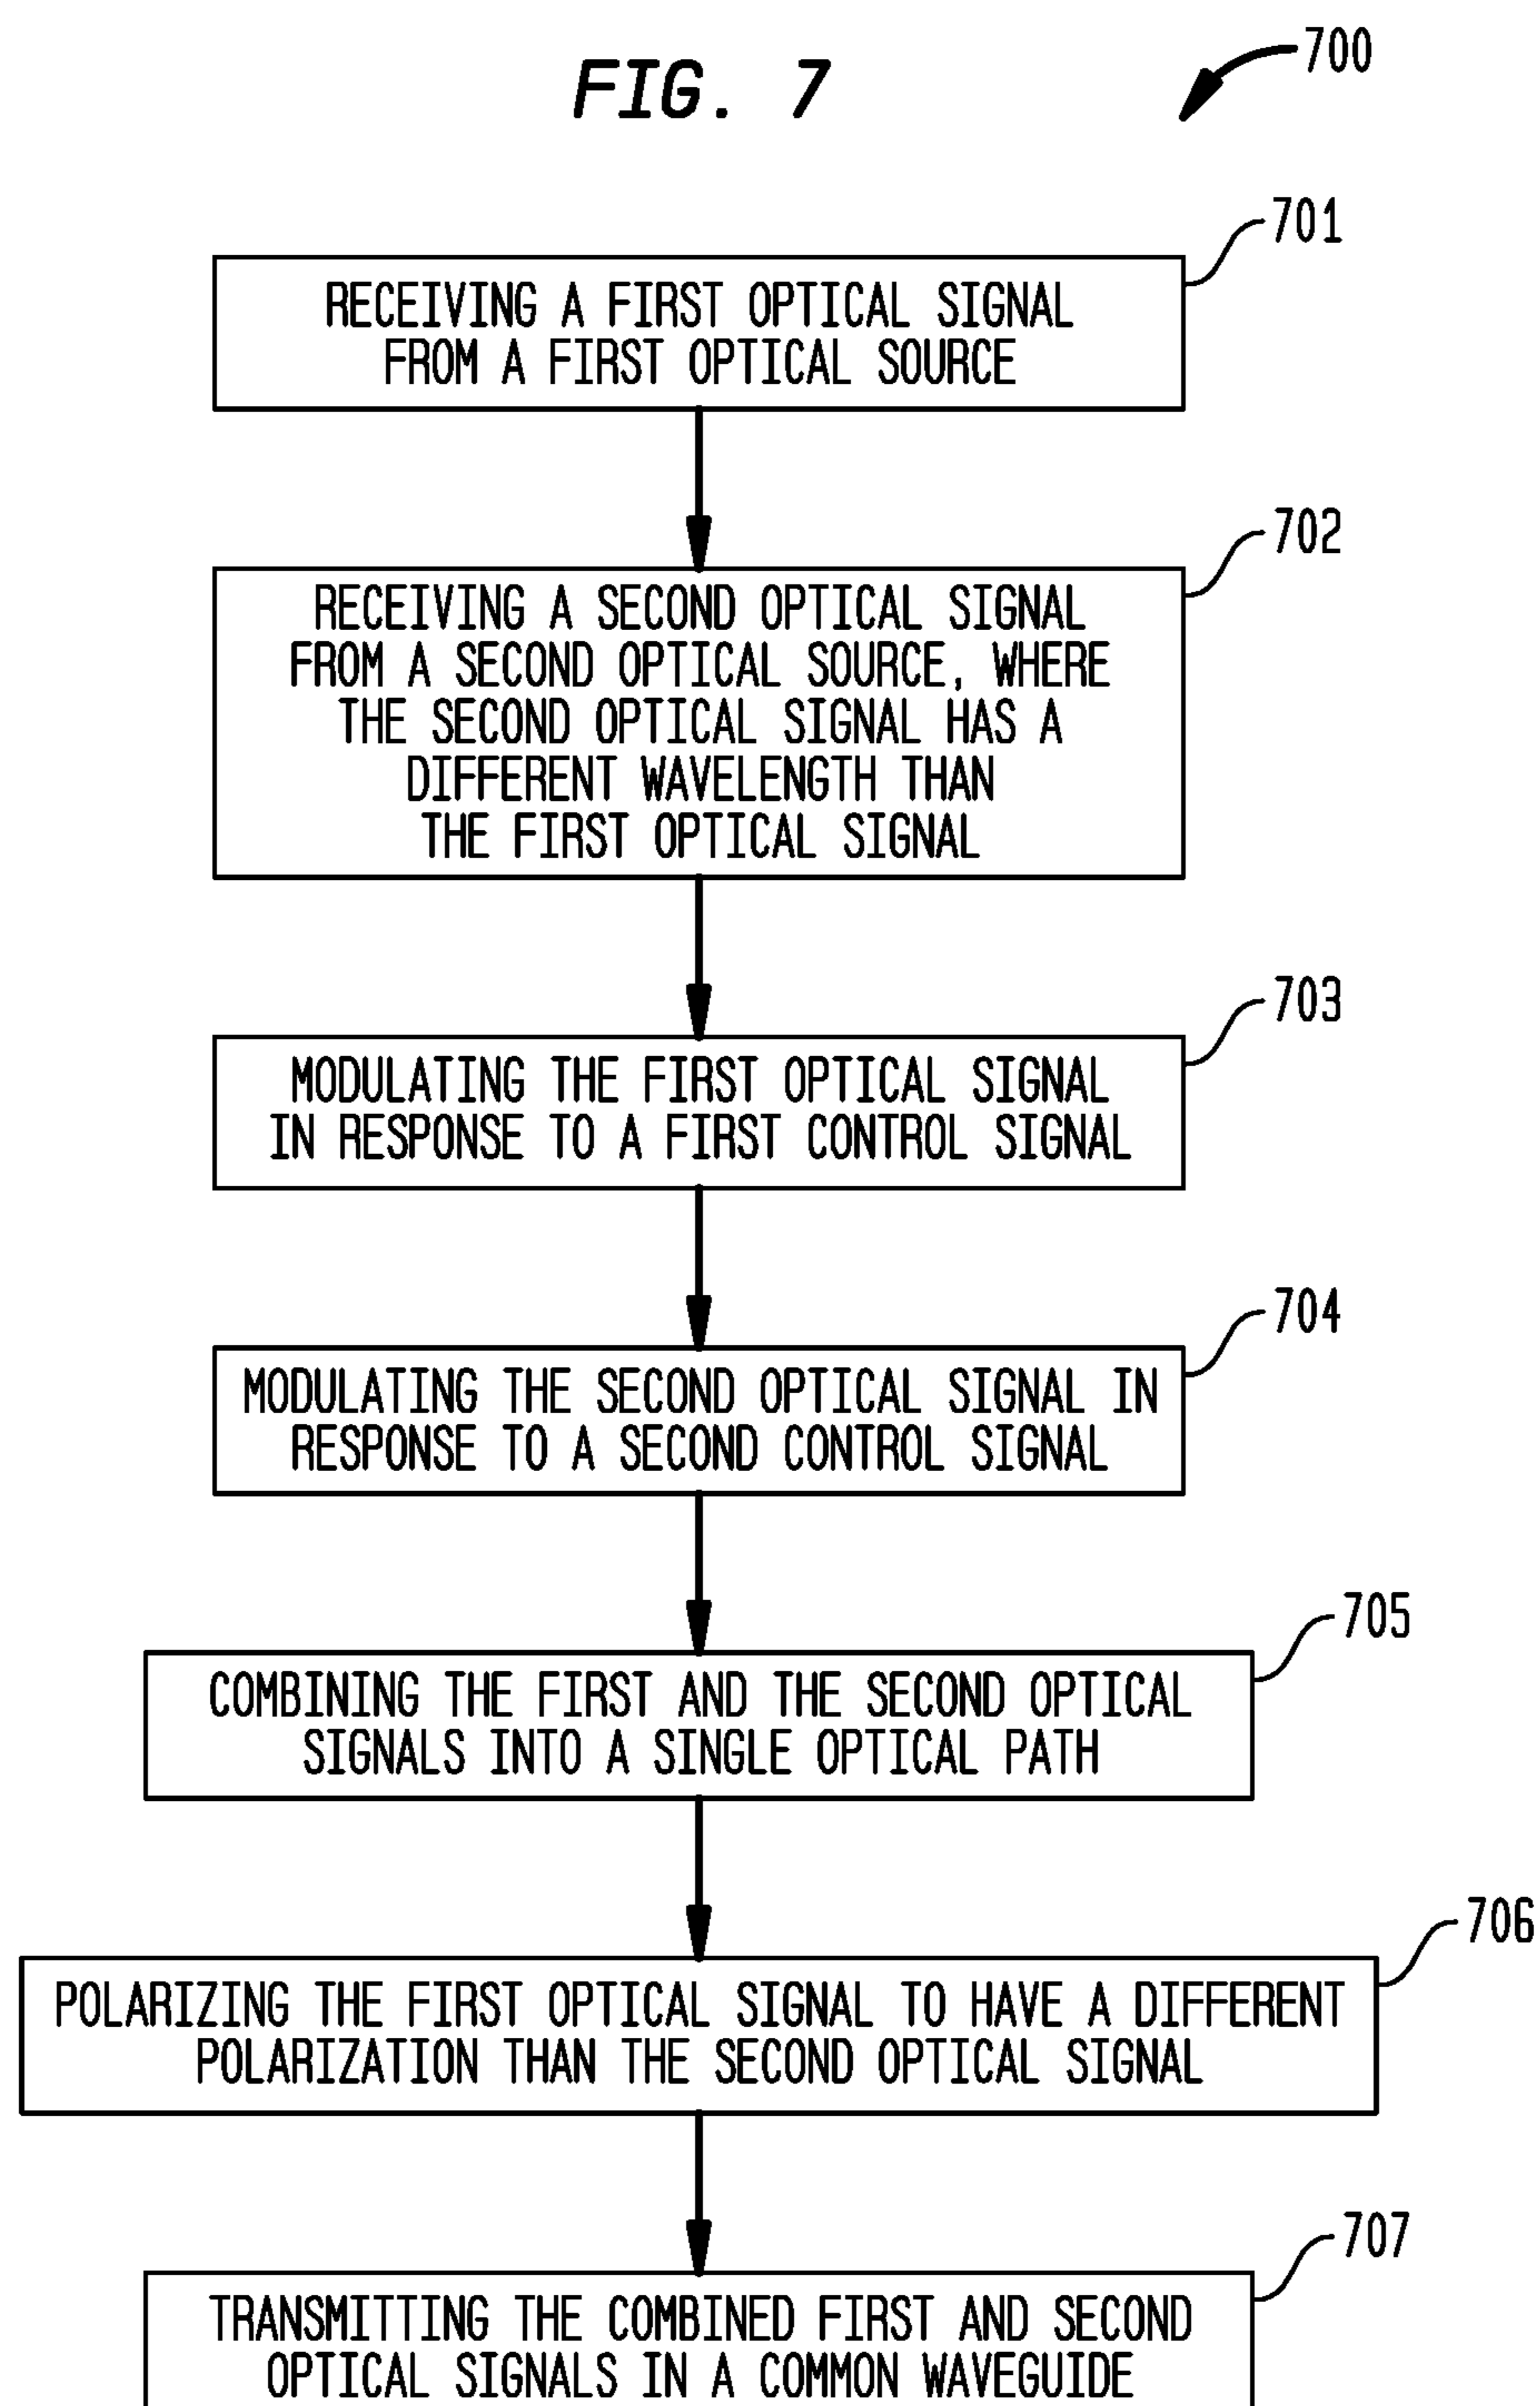 FIG. 7
700
701
RECEIVING A FIRST OPTICAL SIGNAL
FROM A FIRST OPTICAL SOURCE
702
RECEIVING A SECOND OPTICAL SIGNAL
FROM A SECOND OPTICAL SOURCE, WHERE
THE SECOND OPTICAL SIGNAL HAS A
DIFFERENT WAVELENGTH THAN
THE FIRST OPTICAL SIGNAL
703
MODULATING THE FIRST OPTICAL SIGNAL
IN RESPONSE TO A FIRST CONTROL SIGNAL
704
MODULATING THE SECOND OPTICAL SIGNAL IN
RESPONSE TO A SECOND CONTROL SIGNAL
705
COMBINING THE FIRST AND THE SECOND OPTICAL
SIGNALS INTO A SINGLE OPTICAL PATH
706
POLARIZING THE FIRST OPTICAL SIGNAL TO HAVE A DIFFERENT
POLARIZATION THAN THE SECOND OPTICAL SIGNAL
707
TRANSMITTING THE COMBINED FIRST AND SECOND
OPTICAL SIGNALS IN A COMMON WAVEGUIDE